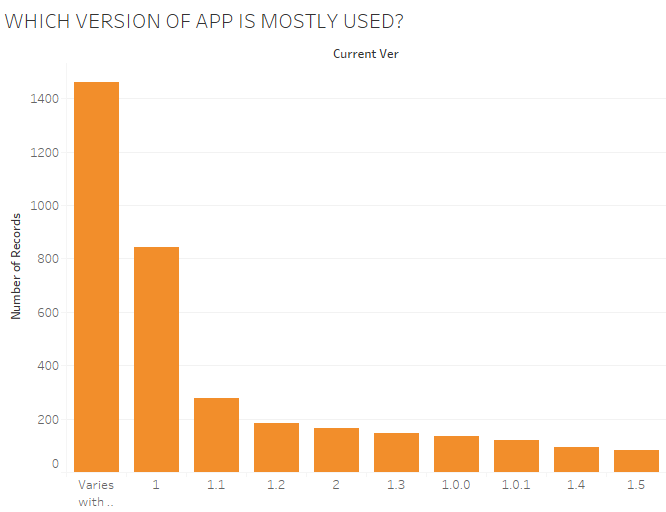 WHICH VERSION OF APP IS MOSTLY USED?
Current Ver
Number of Records
1400
1200
1000
800
600
400
200
0
Varies with .. 1 1.1 1.2 2 1.3 1.0.0 1.0.1 1.4 1.5